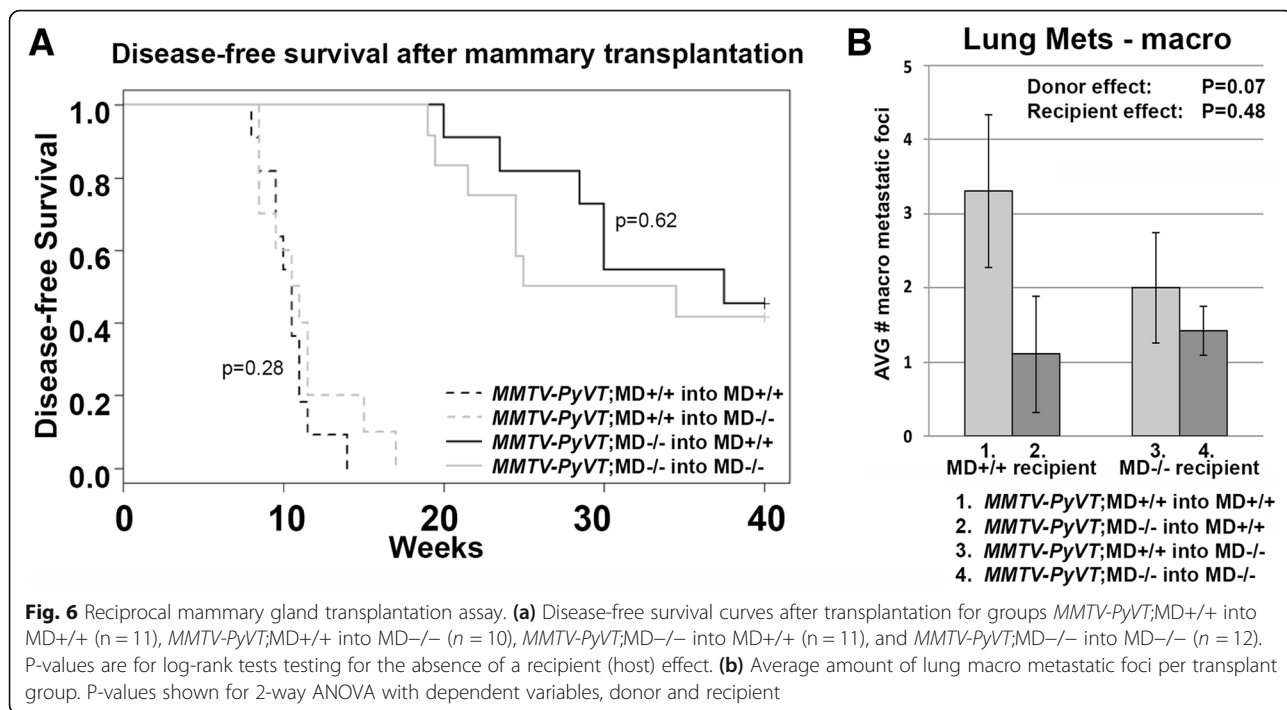 A
Disease-free survival after mammary transplantation
Disease-free Survival
1.0
0.8
0.6
0.4
0.2
0.0
p=0.62
p=0.28
MMTV-PyVT;MD+/+ into MD+/+
MMTV-PyVT;MD+/+ into MD-/-
MMTV-PyVT;MD-/- into MD+/+
MMTV-PyVT;MD-/- into MD-/-
0 10 20 30 40
Weeks
B
Lung Mets - macro
AVG # macro metastatic foci
5
4
3
2
1
0
Donor effect: P=0.07
Recipient effect: P=0.48
1. 2. 3. 4.
MD+/+ recipient MD-/- recipient
1. MMTV-PyVT;MD+/+ into MD+/+
2. MMTV-PyVT;MD-/- into MD+/+
3. MMTV-PyVT;MD+/+ into MD-/-
4. MMTV-PyVT;MD-/- into MD-/-
Fig. 6 Reciprocal mammary gland transplantation assay. (a) Disease-free survival curves after transplantation for groups MMTV-PyVT;MD+/+ into
MD+/+ (n = 11), MMTV-PyVT;MD+/+ into MD−/− (n = 10), MMTV-PyVT;MD−/− into MD+/+ (n = 11), and MMTV-PyVT;MD−/− into MD−/− (n = 12).
P-values are for log-rank tests testing for the absence of a recipient (host) effect. (b) Average amount of lung macro metastatic foci per transplant
group. P-values shown for 2-way ANOVA with dependent variables, donor and recipient